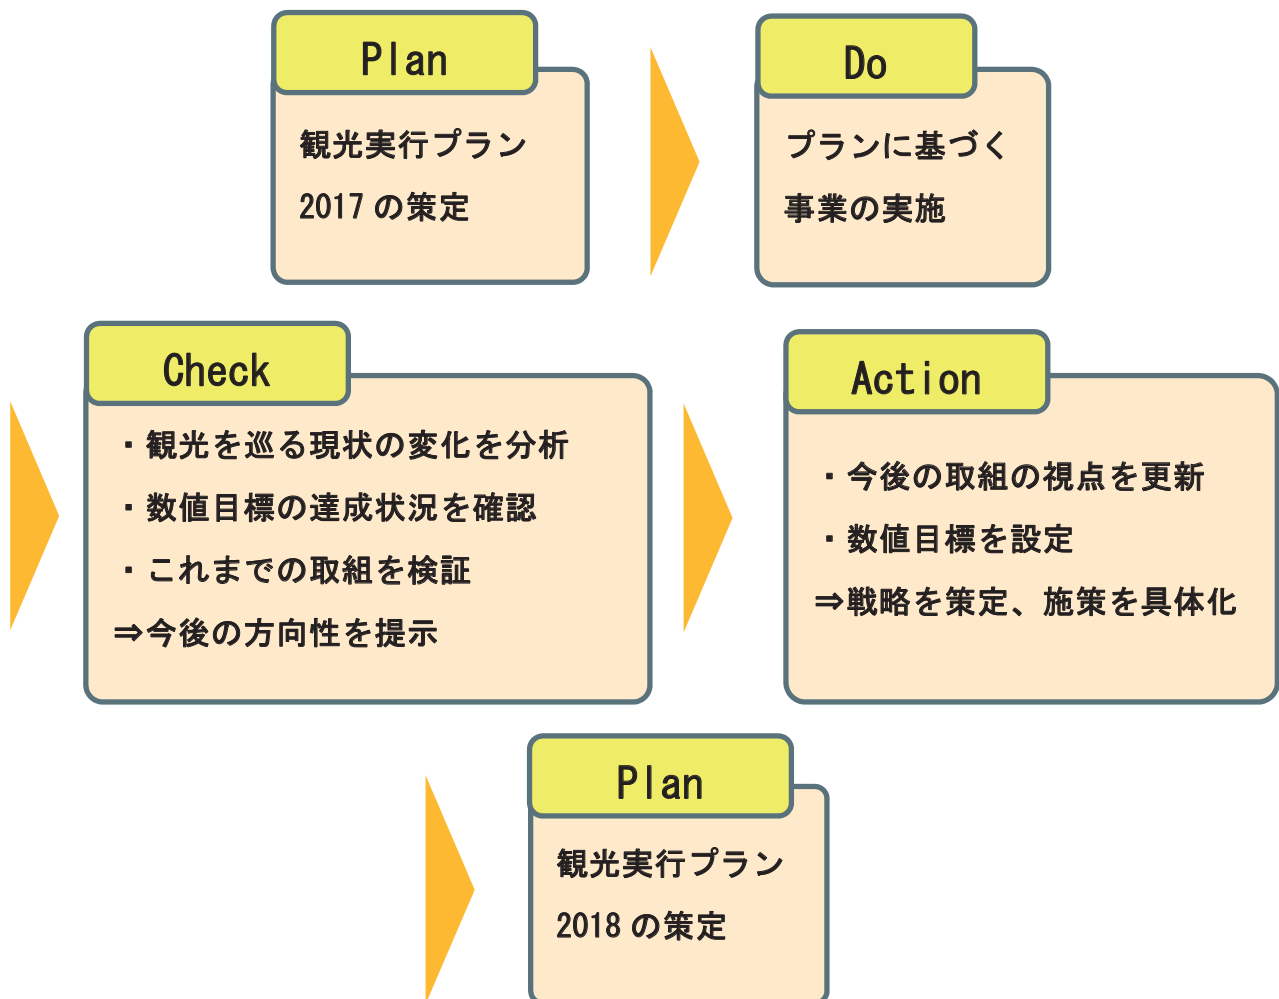 Plan
観光実行プラン
2017 の策定
Do
プランに基づく
事業の実施
Check
・観光を巡る現状の変化を分析
・数値目標の達成状況を確認
・これまでの取組を検証
⇒今後の方向性を提示
Action
・今後の取組の視点を更新
・数値目標を設定
⇒戦略を策定、施策を具体化
Plan
観光実行プラン
2018 の策定